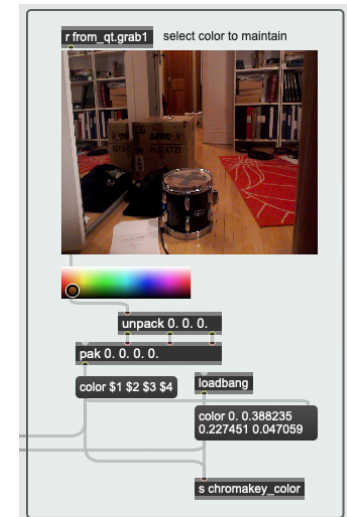 r from_qt.grab1 select color to maintain
unpack 0. 0. 0.
pak 0. 0. 0. 0.
color $1 $2 $3 $4
loadbang
color 0. 0.388235
0.227451 0.047059
s chromakey_color